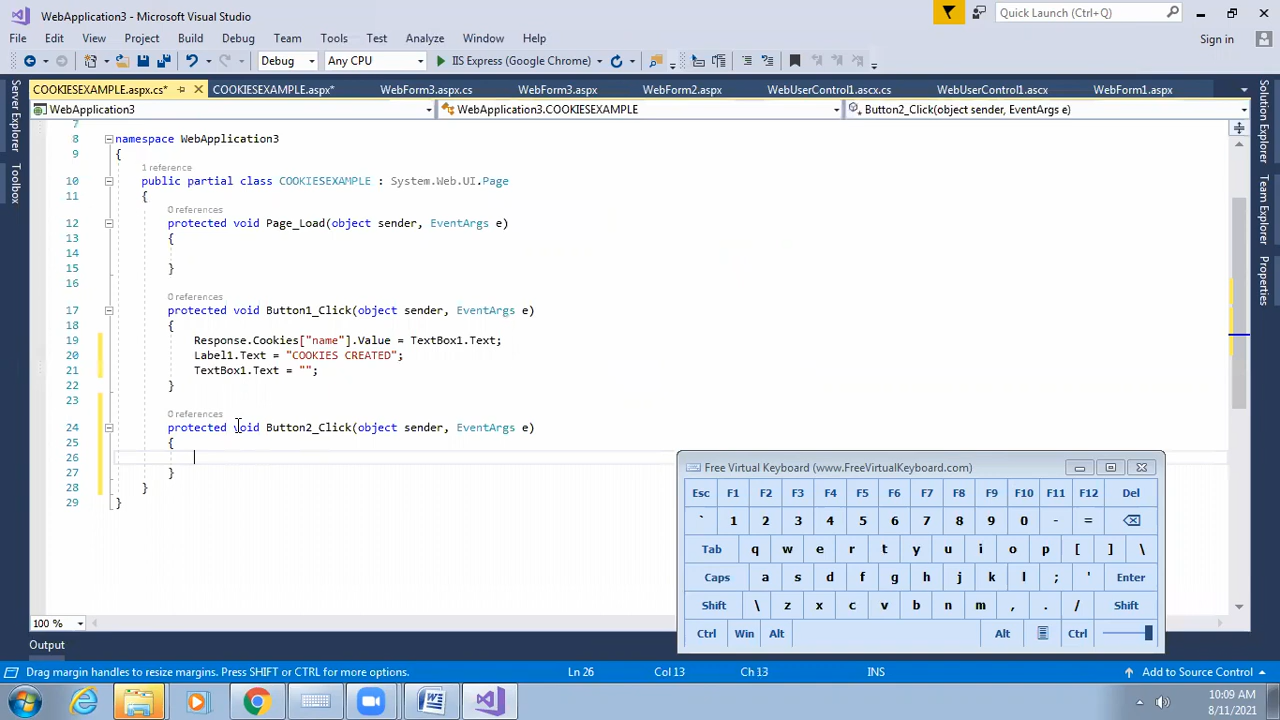 WebApplication3 - Microsoft Visual Studio
Quick Launch (Ctrl+Q)
File Edit View Project Build Debug Team Tools Test Analyze Window Help
Sign in
Debug Any CPU IIS Express (Google Chrome)
COOKIESEXAMPLE.aspx.cs* COOKIESEXAMPLE.aspx* WebForm3.aspx.cs WebForm3.aspx WebForm2.aspx WebUserControl1.ascx.cs WebUserControl1.ascx WebForm1.aspx
WebApplication3 WebApplication3.COOKIESEXAMPLE Button2_Click(object sender, EventArgs e)
Server Explorer
Toolbox
Solution Explorer
Team Explorer
Properties
7
8 namespace WebApplication3
9 {
1 reference
10 public partial class COOKIESEXAMPLE : System.Web.UI.Page
11 {
0 references
12 protected void Page_Load(object sender, EventArgs e)
13 {
14
15 }
16
0 references
17 protected void Button1_Click(object sender, EventArgs e)
18 {
19 Response.Cookies["name"].Value = TextBox1.Text;
20 Label1.Text = "COOKIES CREATED";
21 TextBox1.Text = "";
22 }
23
0 references
24 protected void Button2_Click(object sender, EventArgs e)
25 {
26
27 }
28 }
29 }
Free Virtual Keyboard (www.FreeVirtualKeyboard.com)
Esc F1 F2 F3 F4 F5 F6 F7 F8 F9 F10 F11 F12 Del
` 1 2 3 4 5 6 7 8 9 0 - =
Tab q w e r t y u i o p [ ] \
Caps a s d f g h j k l ; ' Enter
Shift \ z x c v b n m , . / Shift
Ctrl Win Alt Alt Ctrl
100 %
Output
Drag margin handles to resize margins. Press SHIFT or CTRL for more options. Ln 26 Col 13 INS Add to Source Control
10:09 AM
8/11/2021